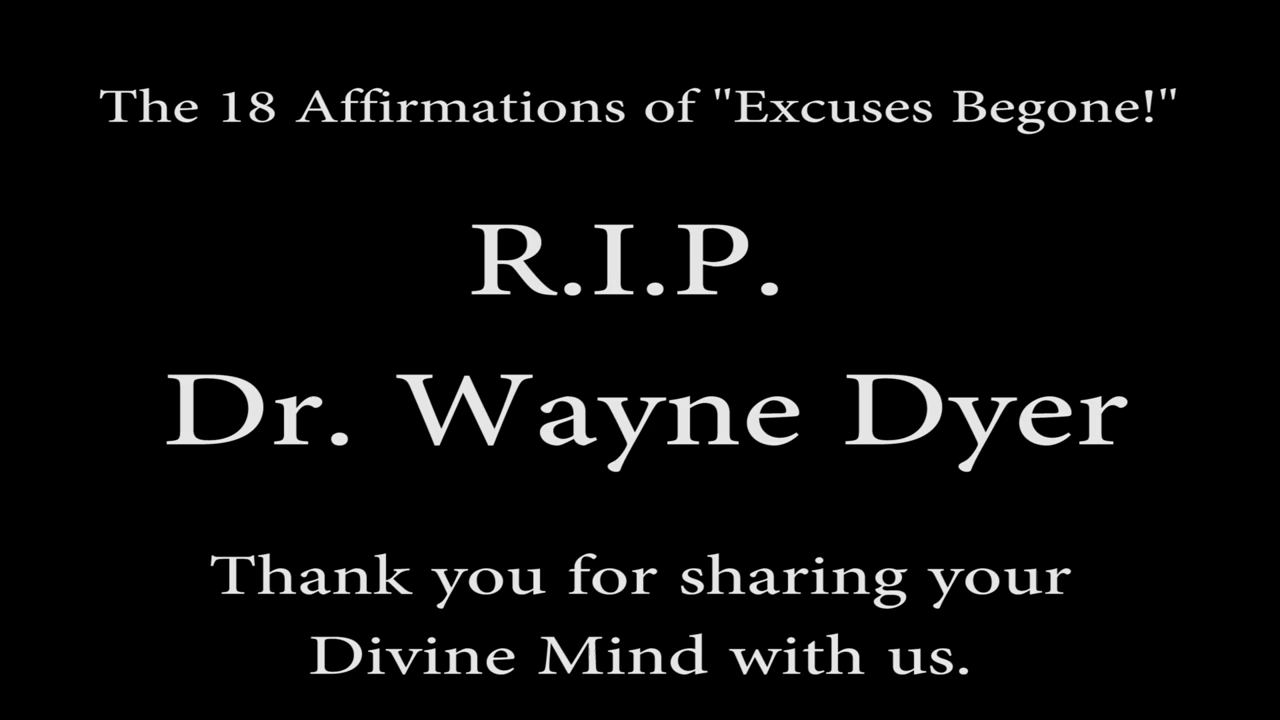 The 18 Affirmations of "Excuses Begone!"
R.I.P.
Dr. Wayne Dyer
Thank you for sharing your
Divine Mind with us.